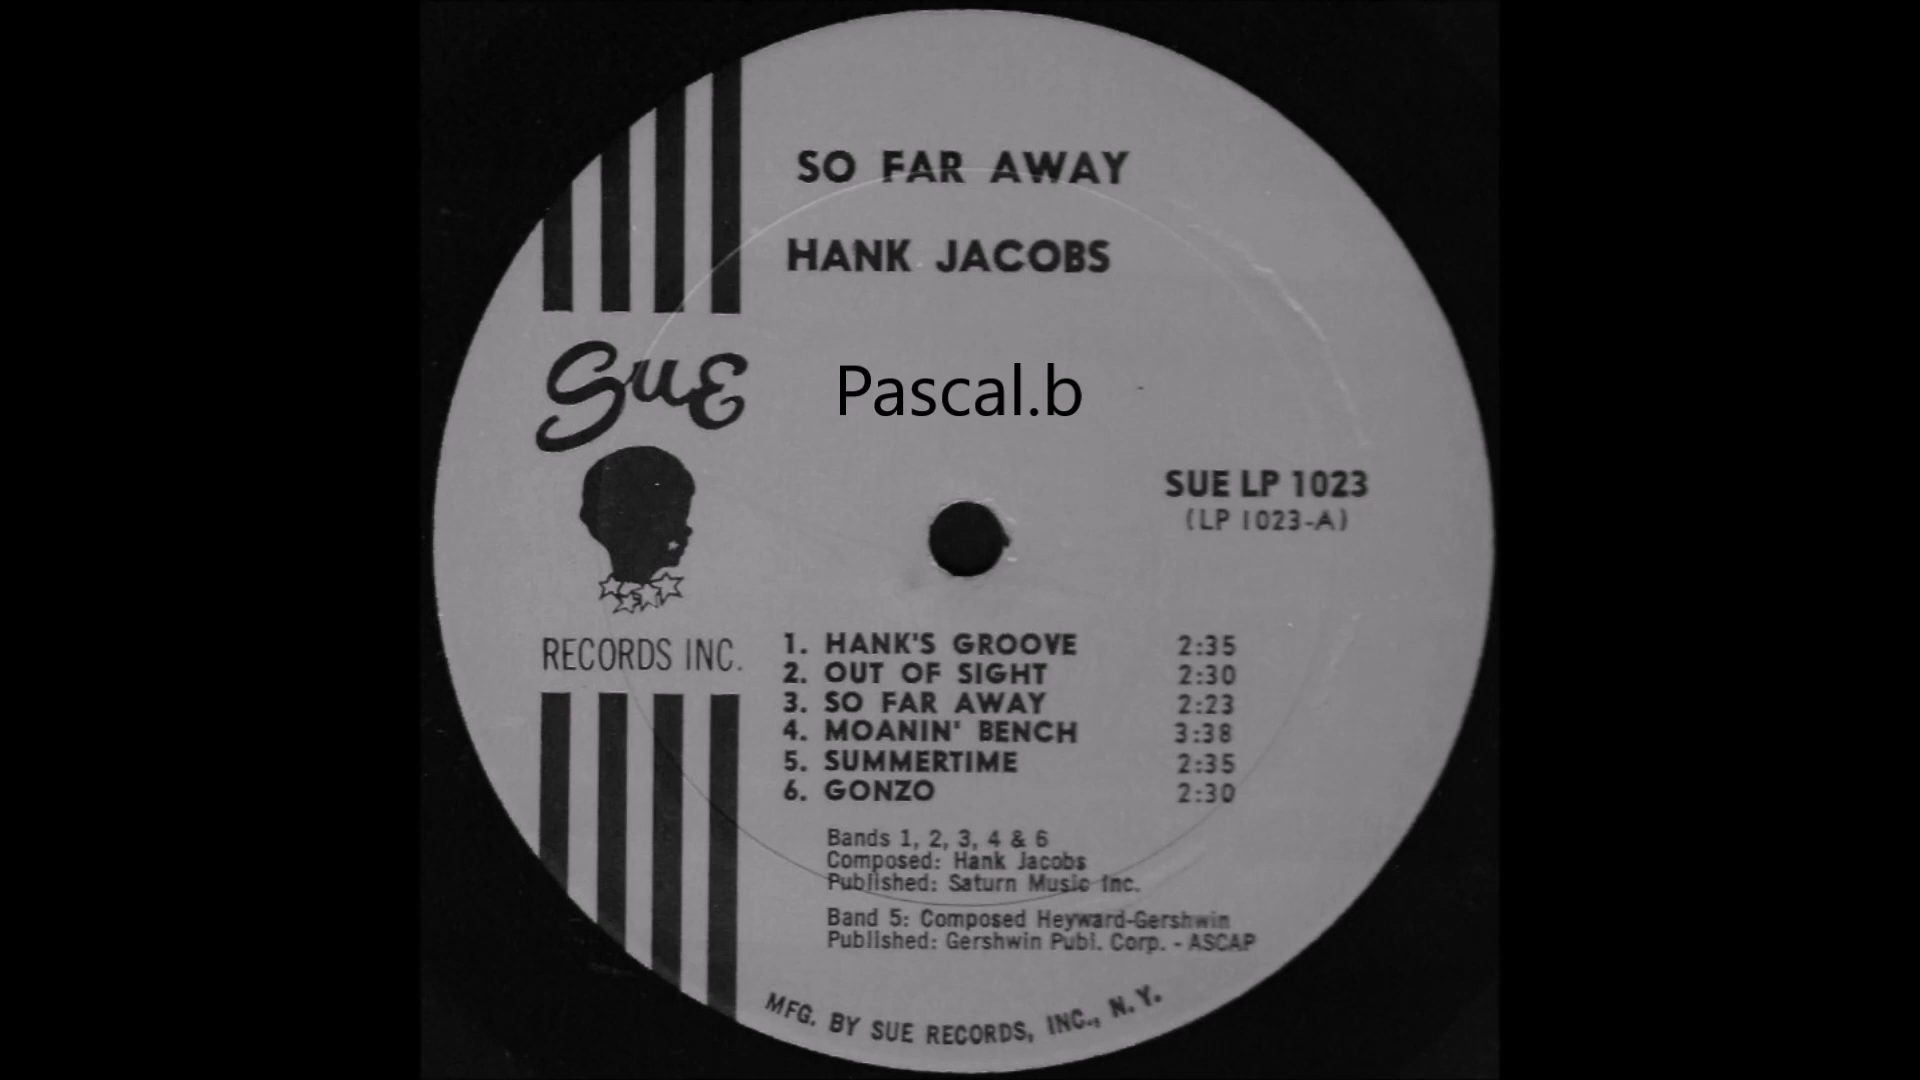 SO FAR AWAY
HANK JACOBS
Sue
Pascal.b
SUE LP 1023
(LP 1023-A)
RECORDS INC.
1. HANK'S GROOVE 2:35
2. OUT OF SIGHT 2:30
3. SO FAR AWAY 2:23
4. MOANIN' BENCH 3:38
5. SUMMERTIME 2:35
6. GONZO 2:30
Bands 1, 2, 3, 4 & 6
Composed: Hank Jacobs
Published: Saturn Music Inc.
Band 5: Composed Heyward-Gershwin
Published: Gershwin Publ. Corp. - ASCAP
MFG. BY SUE RECORDS, INC., N. Y.